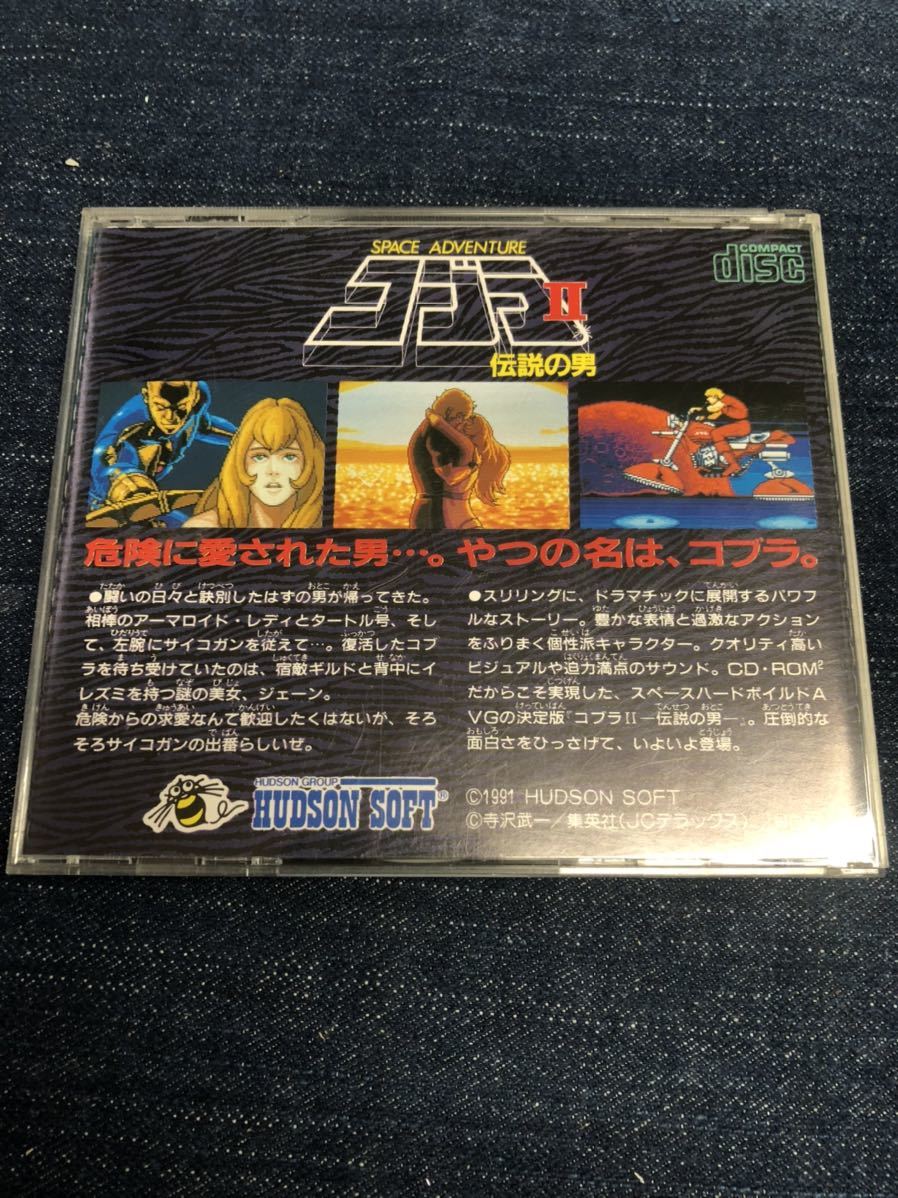 SPACE ADVENTURE
コブラ II
伝説の男
COMPACT
disc
危険に愛された男…。やつの名は、コブラ。
●闘いの日々と訣別したはずの男が帰ってきた。
相棒のアーマロイド・レディとタートル号、そし
て、左腕にサイコガンを従えて…。復活したコブ
ラを待ち受けていたのは、宿敵ギルドと背中にイ
レズミを持つ謎の美女、ジェーン。
危険からの求愛なんて歓迎したくはないが、そろ
そろサイコガンの出番らしいぜ。
●スリリングに、ドラマチックに展開するパワフ
ルなストーリー。豊かな表情と過激なアクション
をふりまく個性派キャラクター。クオリティ高い
ビジュアルや迫力満点のサウンド。CD・ROM²
だからこそ実現した、スペースハードボイルドA
VGの決定版『コブラII―伝説の男―』。圧倒的な
面白さをひっさげて、いよいよ登場。
HUDSON GROUP
HUDSON SOFT®
©1991 HUDSON SOFT
©寺沢武一／集英社(JCデラックス)